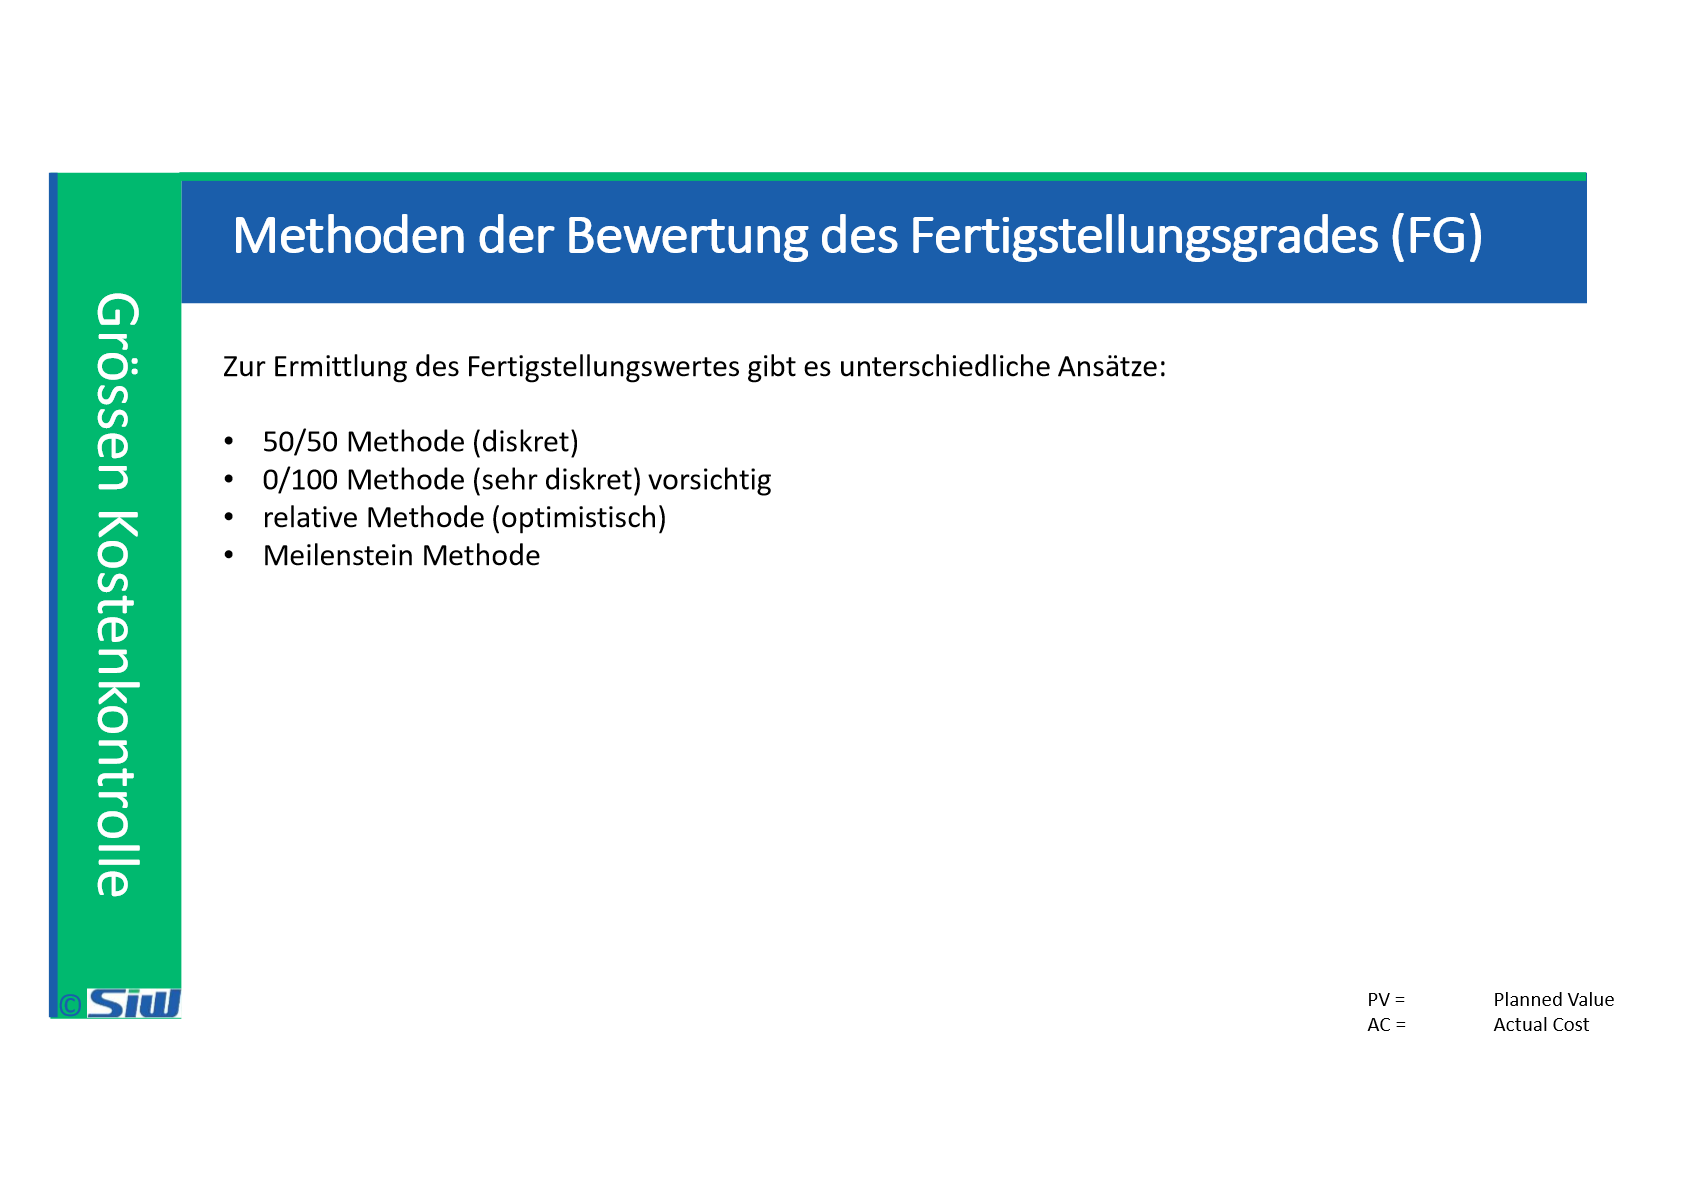 Methoden der Bewertung des Fertigstellungsgrades (FG)
Grössen Kostenkontrolle
Zur Ermittlung des Fertigstellungswertes gibt es unterschiedliche Ansätze:
• 50/50 Methode (diskret)
• 0/100 Methode (sehr diskret) vorsichtig
• relative Methode (optimistisch)
• Meilenstein Methode
© SiW
PV = Planned Value
AC = Actual Cost